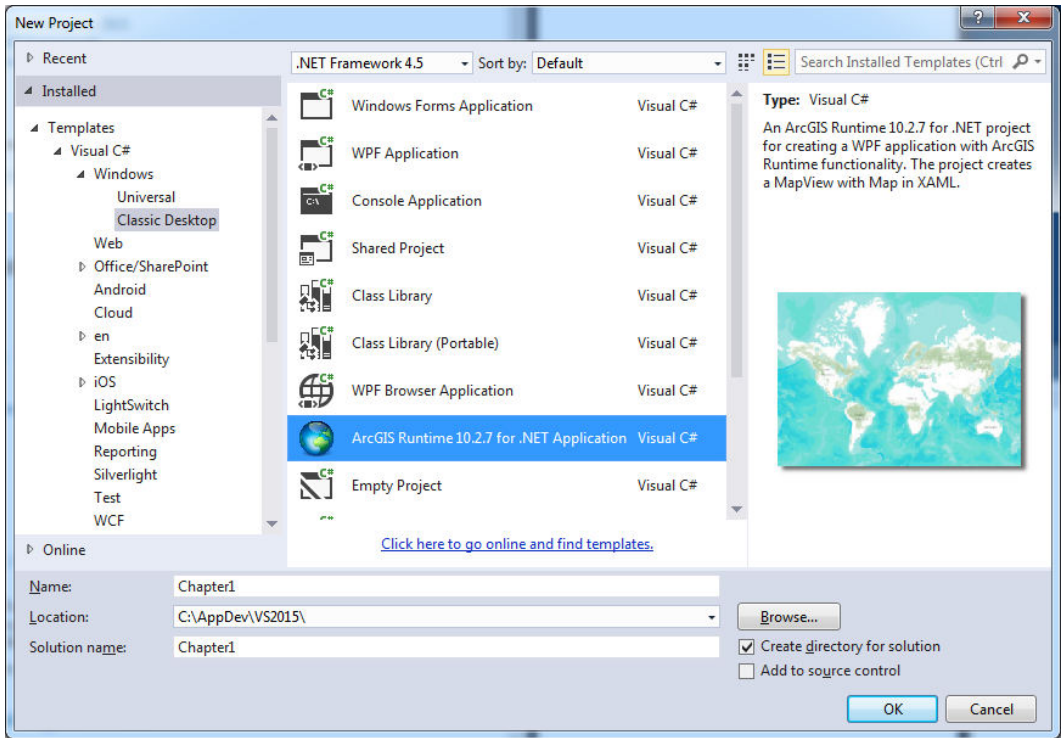 New Project
Recent
.NET Framework 4.5
Sort by: Default
Search Installed Templates (Ctrl
Installed
Templates
Visual C#
Windows
Universal
Classic Desktop
Web
Office/SharePoint
Android
Cloud
en
Extensibility
iOS
LightSwitch
Mobile Apps
Reporting
Silverlight
Test
WCF
Online
Windows Forms Application Visual C#
WPF Application Visual C#
Console Application Visual C#
Shared Project Visual C#
Class Library Visual C#
Class Library (Portable) Visual C#
WPF Browser Application Visual C#
ArcGIS Runtime 10.2.7 for .NET Application Visual C#
Empty Project Visual C#
Click here to go online and find templates.
Type: Visual C#
An ArcGIS Runtime 10.2.7 for .NET project
for creating a WPF application with ArcGIS
Runtime functionality. The project creates
a MapView with Map in XAML.
Name: Chapter1
Location: C:\AppDev\VS2015\
Browse...
Solution name: Chapter1
Create directory for solution
Add to source control
OK
Cancel